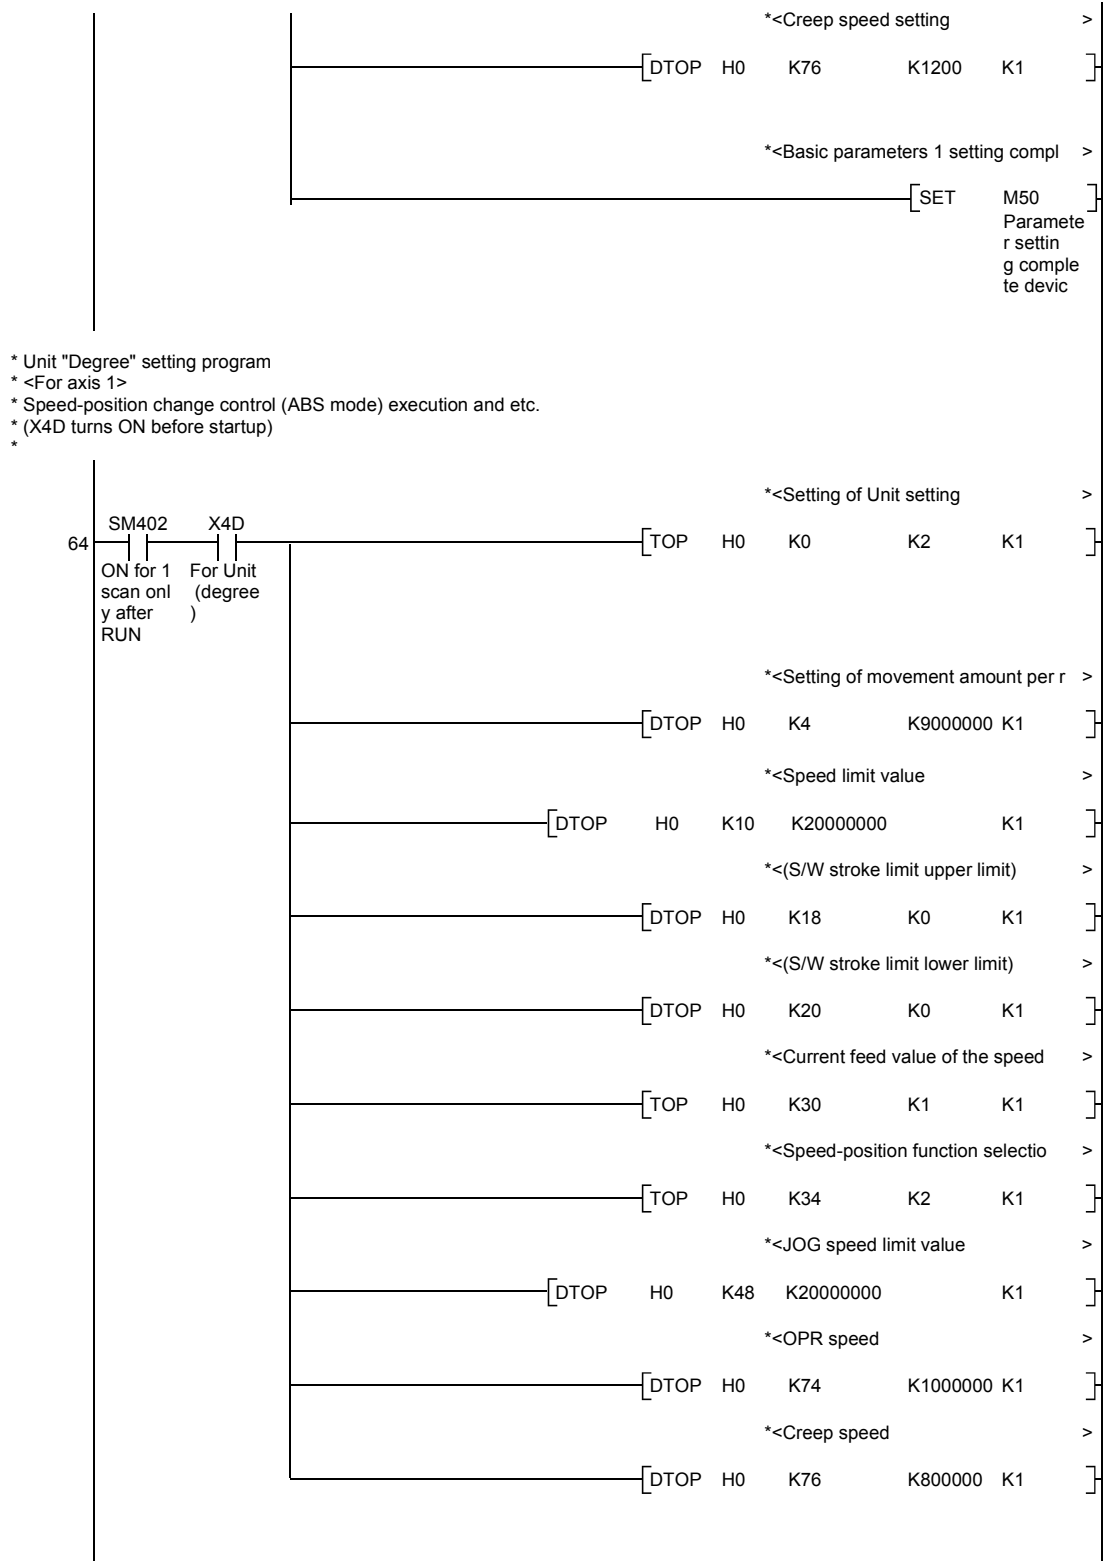 *<Creep speed setting >
DTOP H0 K76 K1200 K1
*<Basic parameters 1 setting compl >
SET M50
Paramete
r settin
g comple
te devic
* Unit "Degree" setting program
* <For axis 1>
* Speed-position change control (ABS mode) execution and etc.
* (X4D turns ON before startup)
*
*<Setting of Unit setting >
SM402 X4D
64 TOP H0 K0 K2 K1
ON for 1 For Unit
scan onl (degree
y after )
RUN
*<Setting of movement amount per r >
DTOP H0 K4 K9000000 K1
*<Speed limit value >
DTOP H0 K10 K20000000 K1
*<(S/W stroke limit upper limit) >
DTOP H0 K18 K0 K1
*<(S/W stroke limit lower limit) >
DTOP H0 K20 K0 K1
*<Current feed value of the speed >
TOP H0 K30 K1 K1
*<Speed-position function selectio >
TOP H0 K34 K2 K1
*<JOG speed limit value >
DTOP H0 K48 K20000000 K1
*<OPR speed >
DTOP H0 K74 K1000000 K1
*<Creep speed >
DTOP H0 K76 K800000 K1